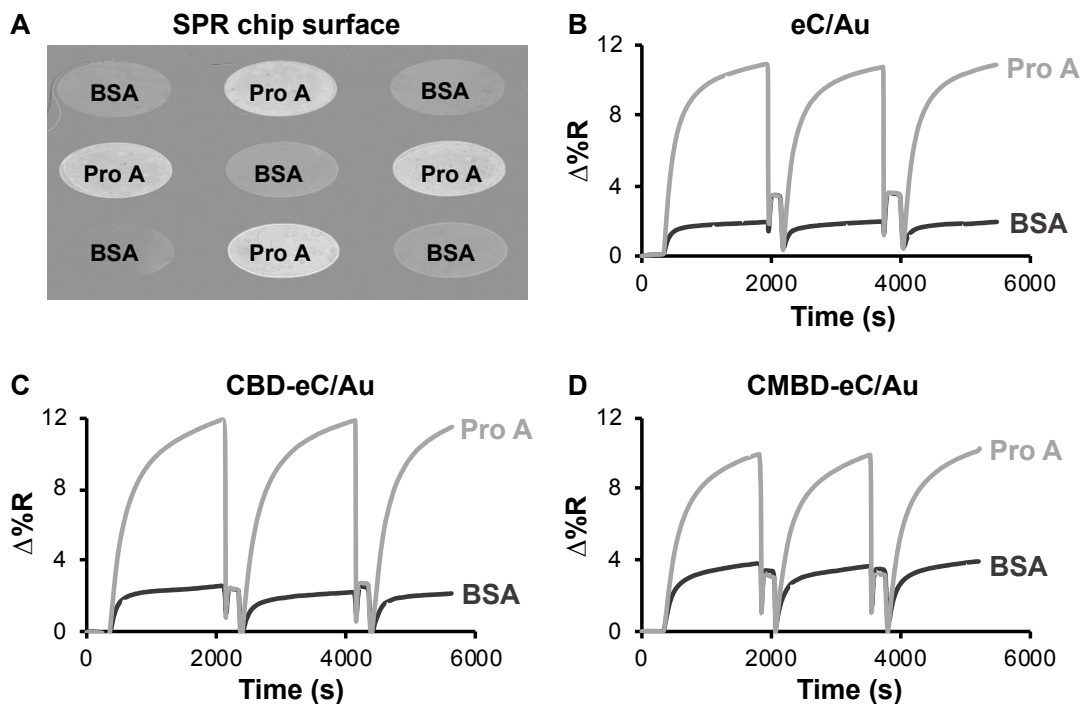 A
SPR chip surface
BSA
Pro A
BSA
Pro A
BSA
Pro A
BSA
Pro A
BSA
B
eC/Au
12
8
4
0
Δ%R
Pro A
BSA
0
2000
4000
6000
Time (s)
C
CBD-eC/Au
12
8
4
0
Δ%R
Pro A
BSA
0
2000
4000
6000
Time (s)
D
CMBD-eC/Au
12
8
4
0
Δ%R
Pro A
BSA
0
2000
4000
6000
Time (s)